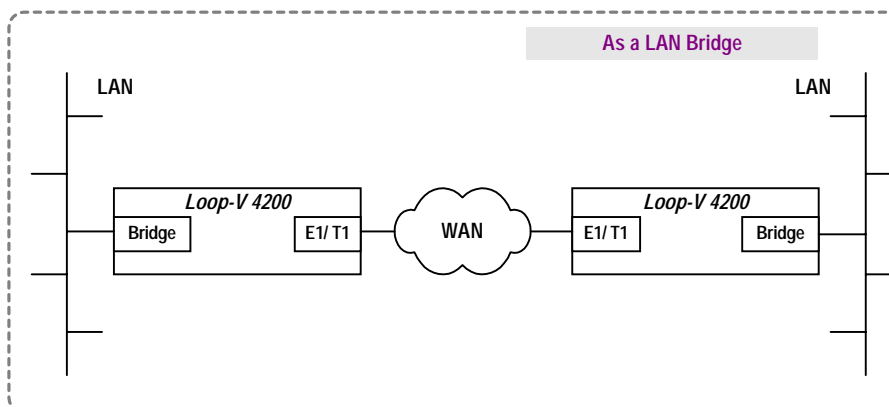 As a LAN Bridge
LAN
LAN
Loop-V 4200
Loop-V 4200
Bridge
E1/ T1
WAN
E1/ T1
Bridge